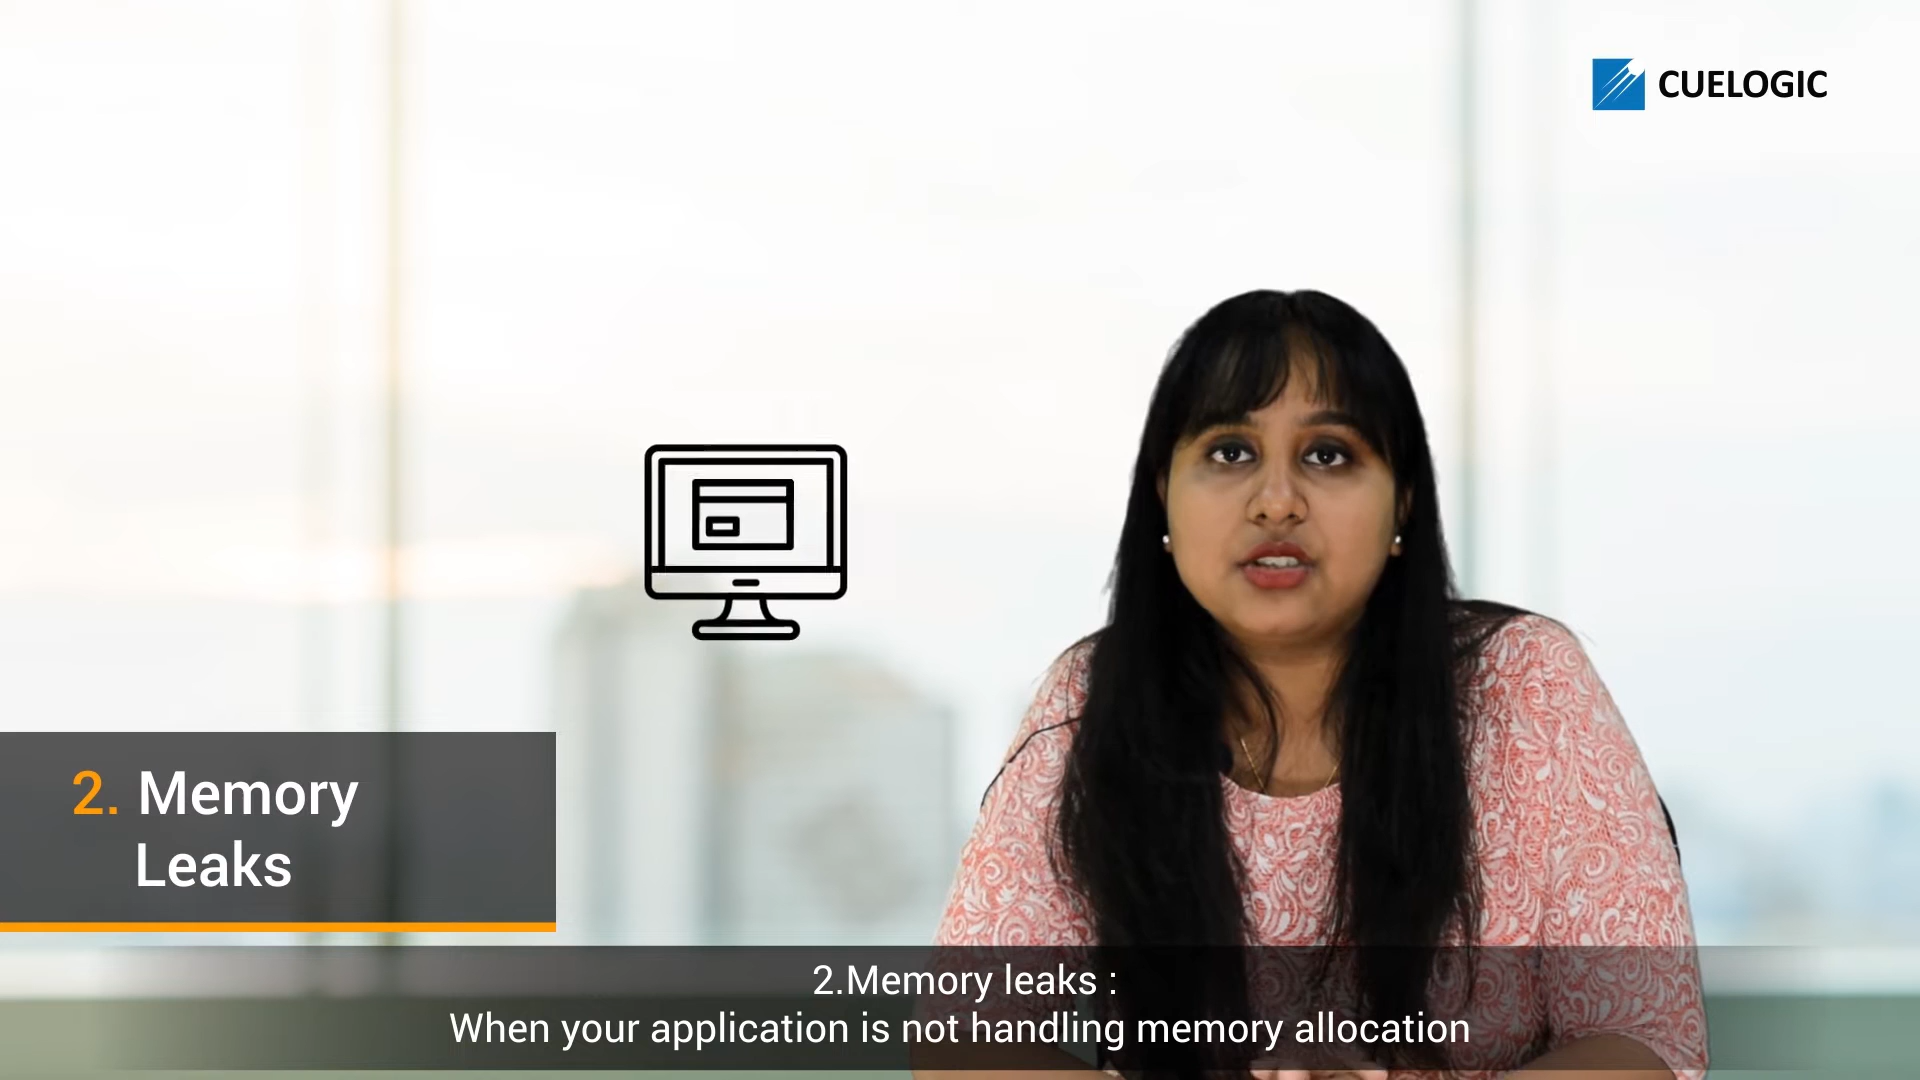 CUELOGIC
2. Memory
Leaks
2.Memory leaks :
When your application is not handling memory allocation